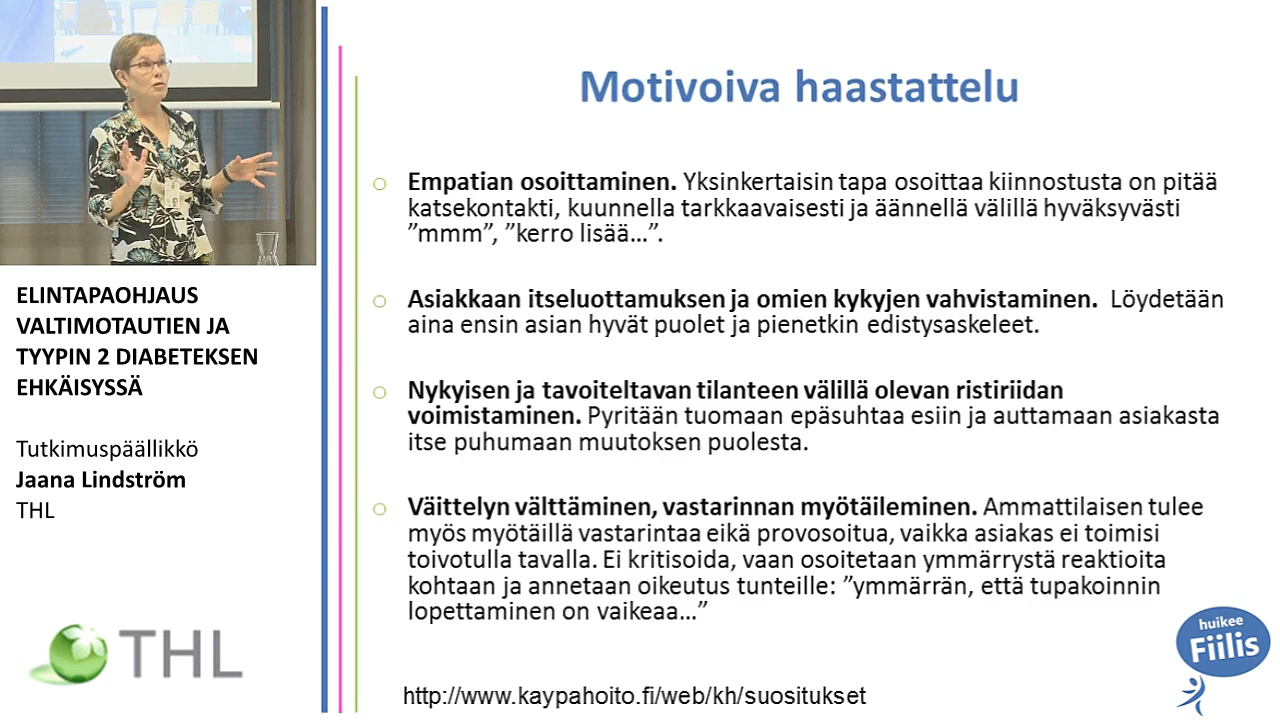 ELINTAPAOHJAUS
VALTIMOTAUTIEN JA
TYYPIN 2 DIABETEKSEN
EHKÄISYSSÄ
Tutkimuspäällikkö
Jaana Lindström
THL
THL
Motivoiva haastattelu
Empatian osoittaminen. Yksinkertaisin tapa osoittaa kiinnostusta on pitää
katsekontakti, kuunnella tarkkaavaisesti ja äännellä välillä hyväksyvästi
”mmm”, ”kerro lisää…”.
Asiakkaan itseluottamuksen ja omien kykyjen vahvistaminen. Löydetään
aina ensin asian hyvät puolet ja pienetkin edistysaskeleet.
Nykyisen ja tavoiteltavan tilanteen välillä olevan ristiriidan
voimistaminen. Pyritään tuomaan epäsuhtaa esiin ja auttamaan asiakasta
itse puhumaan muutoksen puolesta.
Väittelyn välttäminen, vastarinnan myötäileminen. Ammattilaisen tulee
myös myötäillä vastarintaa eikä provosoitua, vaikka asiakas ei toimisi
toivotulla tavalla. Ei kritisoida, vaan osoitetaan ymmärrystä reaktioita
kohtaan ja annetaan oikeutus tunteille: ”ymmärrän, että tupakoinnin
lopettaminen on vaikeaa…”
huikee
Fiilis
http://www.kaypahoito.fi/web/kh/suositukset